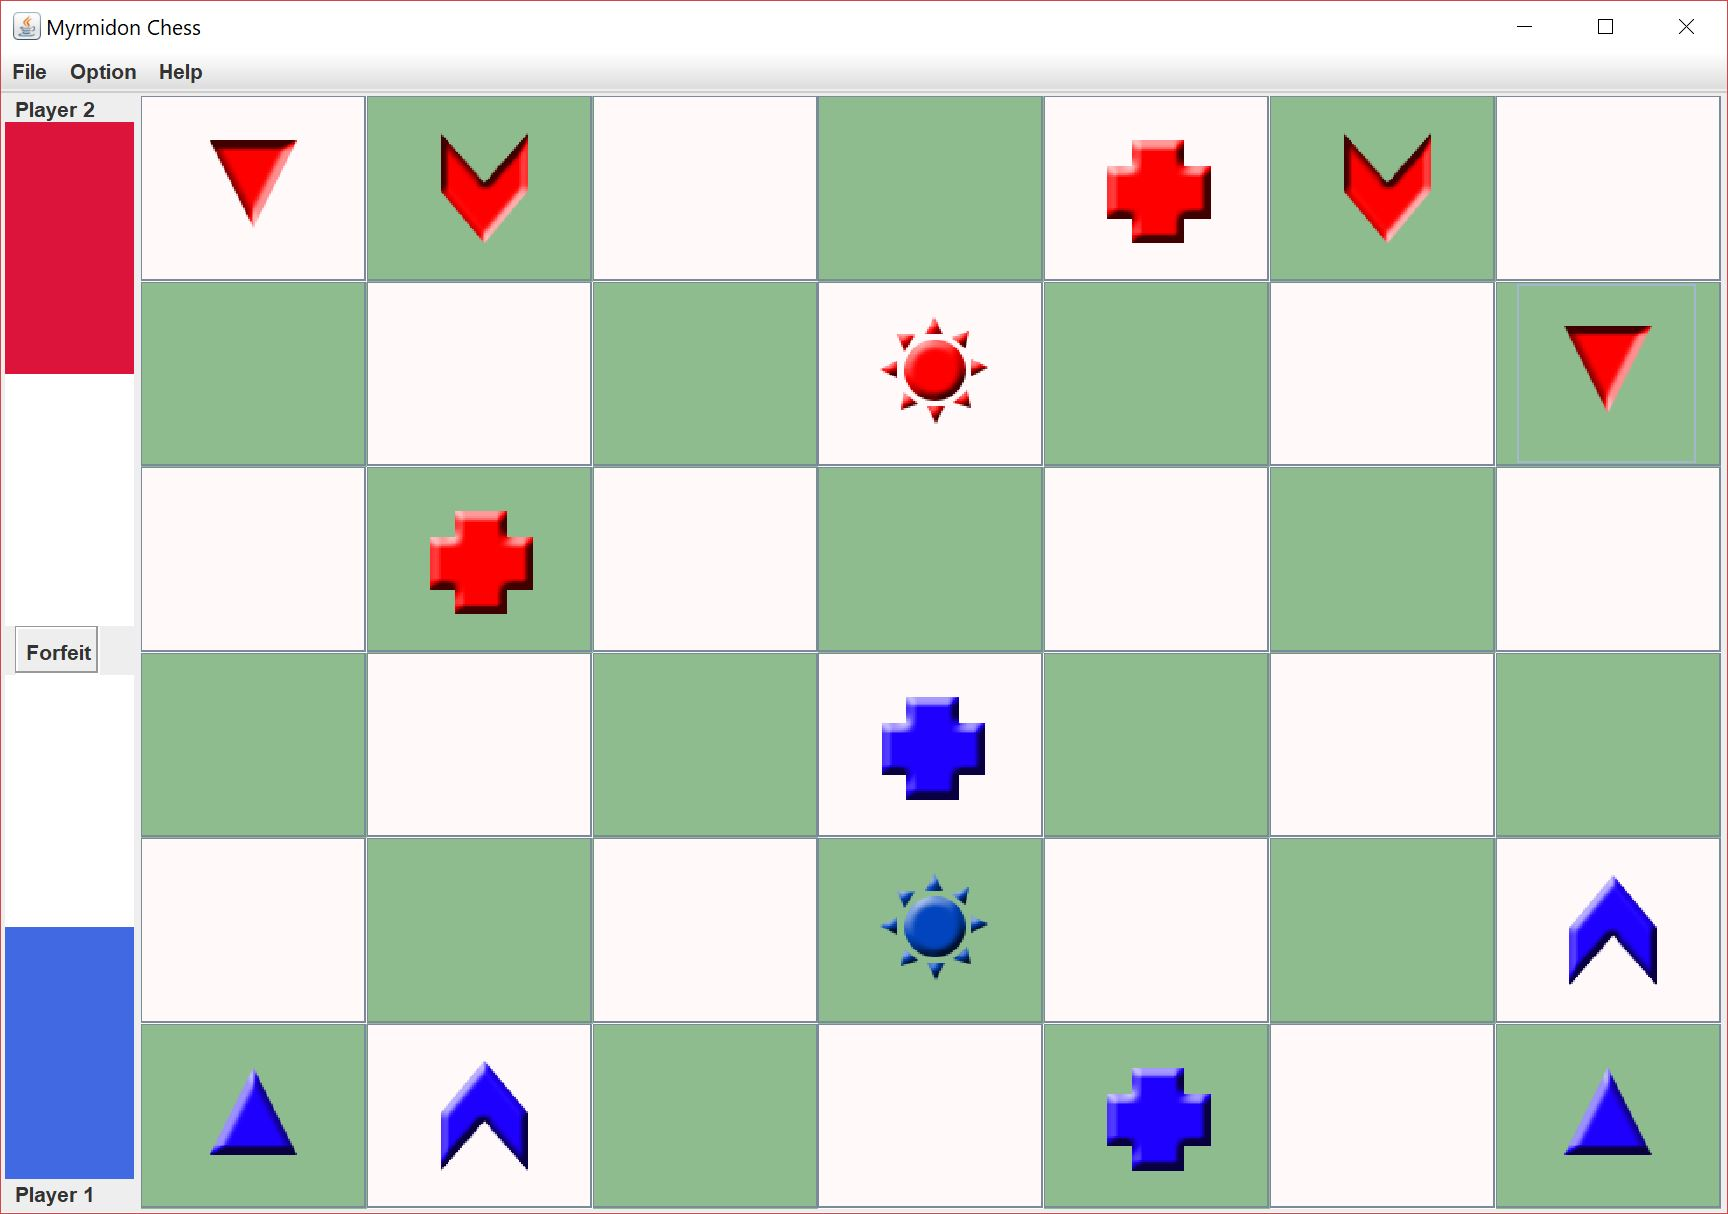 Myrmidon Chess
File Option Help
Player 2
Forfeit
Player 1